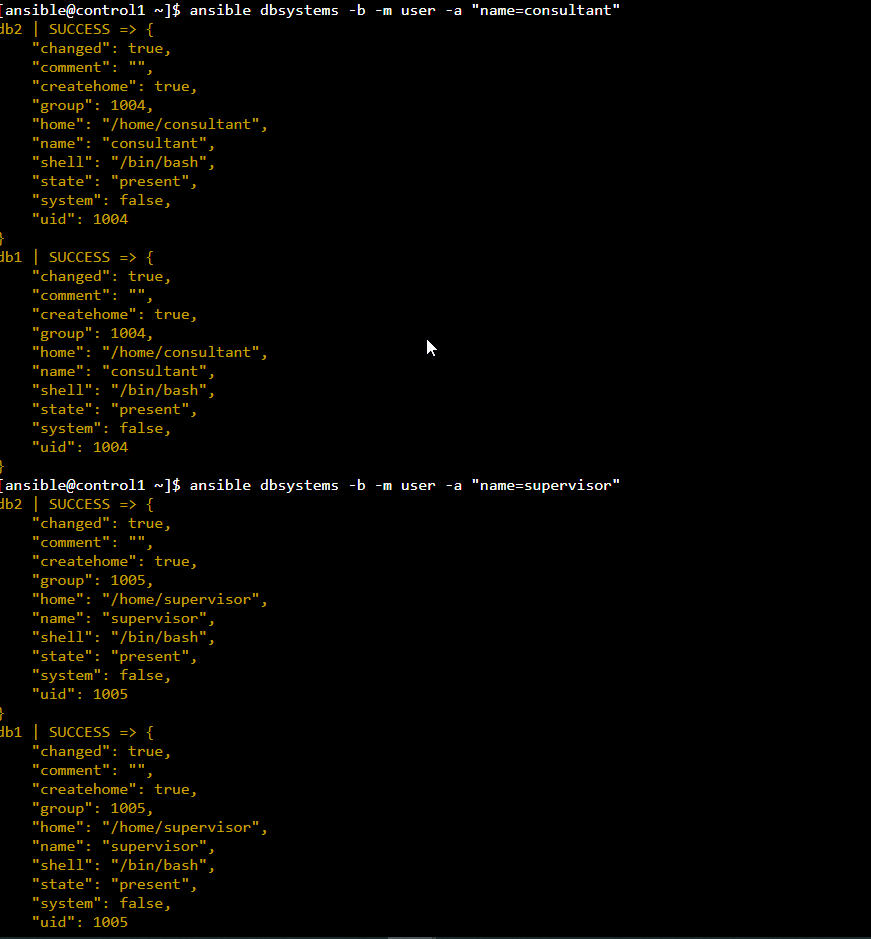 [ansible@control1 ~]$ ansible dbsystems -b -m user -a "name=consultant"
db2 | SUCCESS => {
    "changed": true,
    "comment": "",
    "createhome": true,
    "group": 1004,
    "home": "/home/consultant",
    "name": "consultant",
    "shell": "/bin/bash",
    "state": "present",
    "system": false,
    "uid": 1004
}
db1 | SUCCESS => {
    "changed": true,
    "comment": "",
    "createhome": true,
    "group": 1004,
    "home": "/home/consultant",
    "name": "consultant",
    "shell": "/bin/bash",
    "state": "present",
    "system": false,
    "uid": 1004
}
[ansible@control1 ~]$ ansible dbsystems -b -m user -a "name=supervisor"
db2 | SUCCESS => {
    "changed": true,
    "comment": "",
    "createhome": true,
    "group": 1005,
    "home": "/home/supervisor",
    "name": "supervisor",
    "shell": "/bin/bash",
    "state": "present",
    "system": false,
    "uid": 1005
}
db1 | SUCCESS => {
    "changed": true,
    "comment": "",
    "createhome": true,
    "group": 1005,
    "home": "/home/supervisor",
    "name": "supervisor",
    "shell": "/bin/bash",
    "state": "present",
    "system": false,
    "uid": 1005